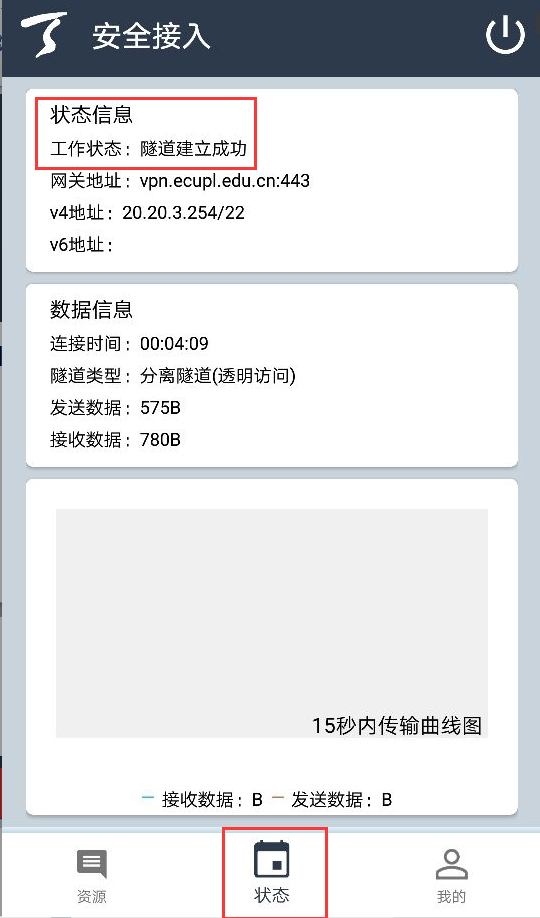 安全接入
状态信息
工作状态：隧道建立成功
网关地址：vpn.ecupl.edu.cn:443
v4地址：20.20.3.254/22
v6地址：
数据信息
连接时间：00:04:09
隧道类型：分离隧道(透明访问)
发送数据：575B
接收数据：780B
15秒内传输曲线图
接收数据：B 发送数据：B
资源 状态 我的